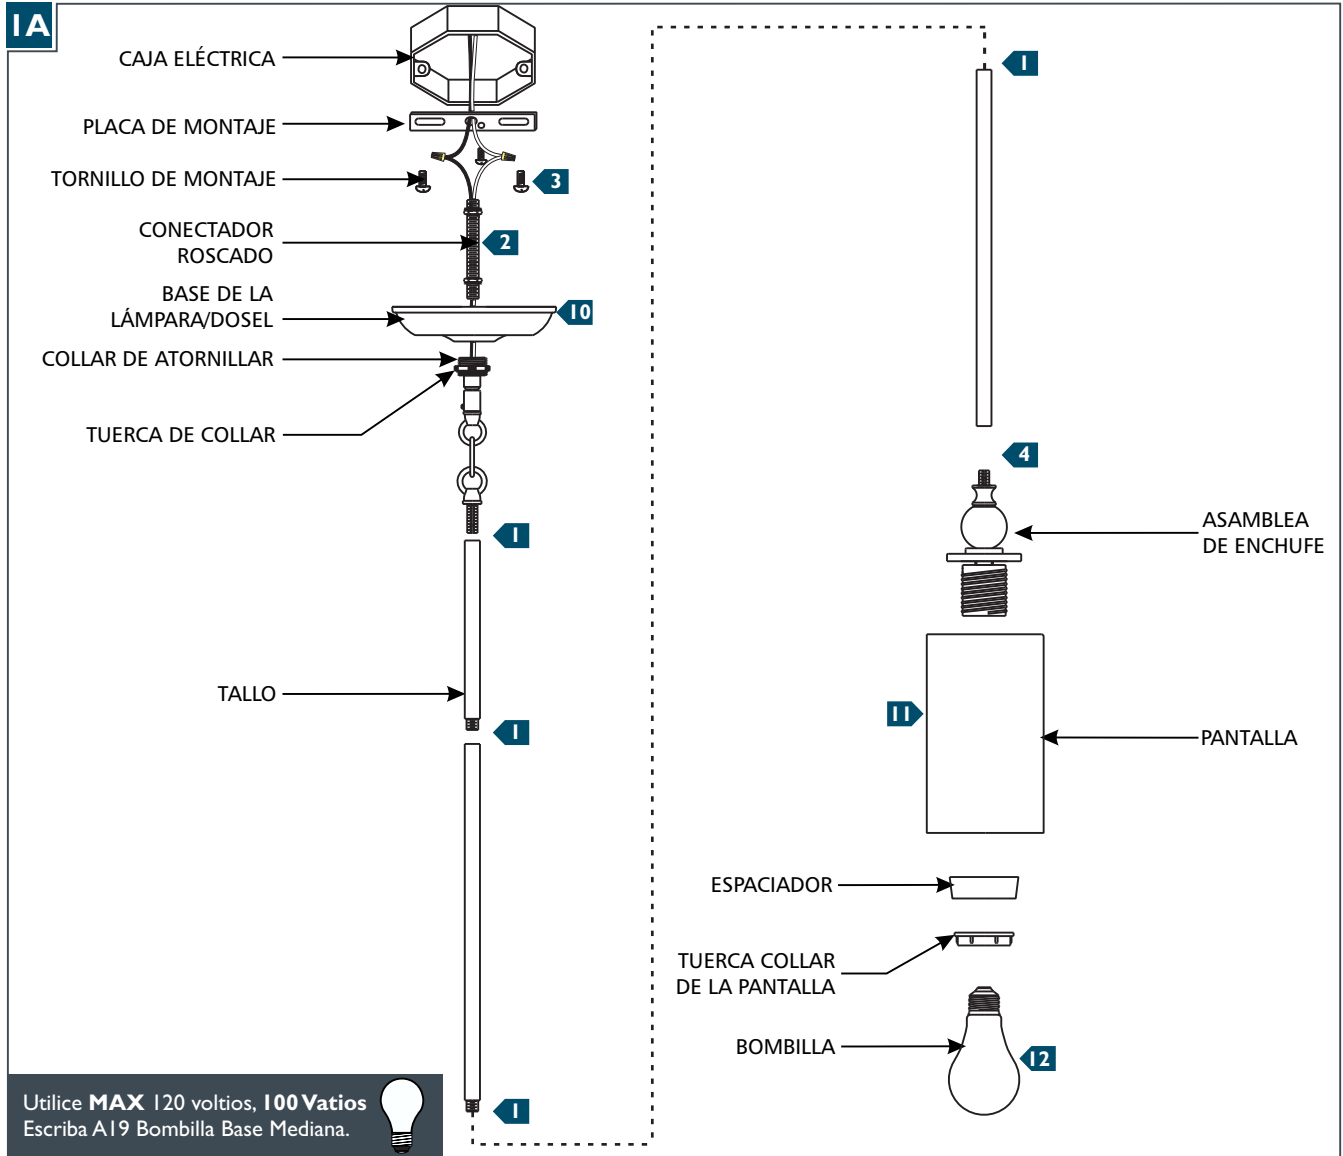 1A
CAJA ELÉCTRICA
PLACA DE MONTAJE
TORNILLO DE MONTAJE
3
CONECTADOR
ROSCADO
2
BASE DE LA
LÁMPARA/DOSEL
10
COLLAR DE ATORNILLAR
TUERCA DE COLLAR
1
TALLO
1
1
1
4
ASAMBLEA
DE ENCHUFE
11
PANTALLA
ESPACIADOR
TUERCA COLLAR
DE LA PANTALLA
BOMBILLA
12
Utilice MAX 120 voltios, 100 Vatios
Escriba A19 Bombilla Base Mediana.